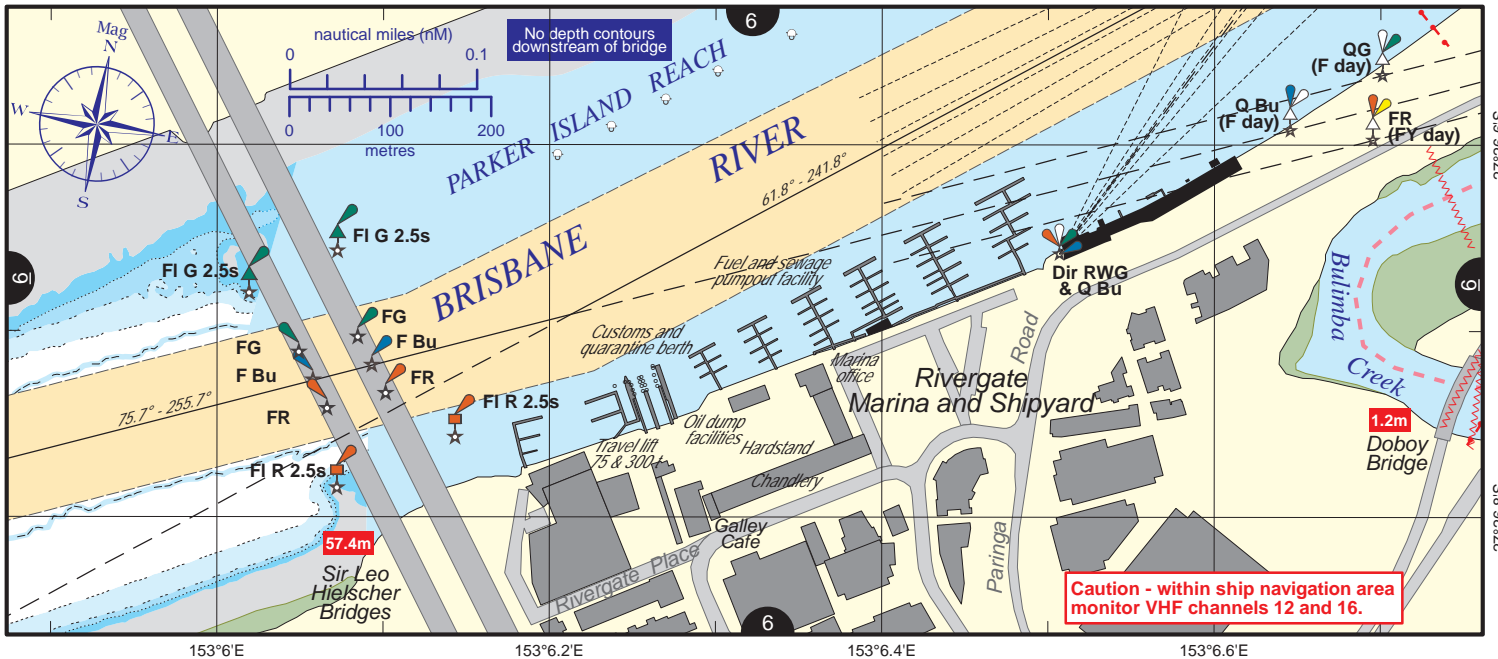 6
Mag
N
W
E
S
nautical miles (nM)
0
0.1
0
100
200
metres
No depth contours
downstream of bridge
PARKER ISLAND REACH
BRISBANE RIVER
61.8° - 241.8°
75.7° - 255.7°
QG
(F day)
Q Bu
(F day)
FR
(FY day)
Fl G 2.5s
Fl G 2.5s
FG
F Bu
FR
FG
F Bu
FR
Fl R 2.5s
Fl R 2.5s
Fuel and sewage
pumpout facility
Dir RWG
& Q Bu
Customs and
quarantine berth
Marina
office
Rivergate
Marina and Shipyard
Oil dump
facilities
Travel lift
75 & 300 t
Hardstand
Chandlery
Galley
Cafe
Rivergate Place
Paringa Road
Bulimba
Creek
1.2m
Doboy
Bridge
57.4m
Sir Leo
Hielscher
Bridges
Caution - within ship navigation area
monitor VHF channels 12 and 16.
6
6
6
153°6'E
153°6.2'E
153°6.4'E
153°6.6'E